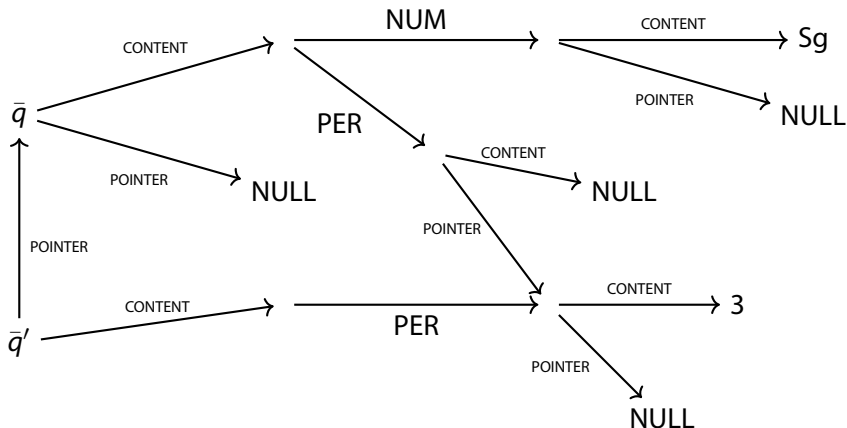 NUM
CONTENT
CONTENT
Sg
q̄
PER
POINTER
NULL
POINTER
CONTENT
NULL
NULL
POINTER
POINTER
CONTENT
CONTENT
3
q̄′
PER
POINTER
NULL